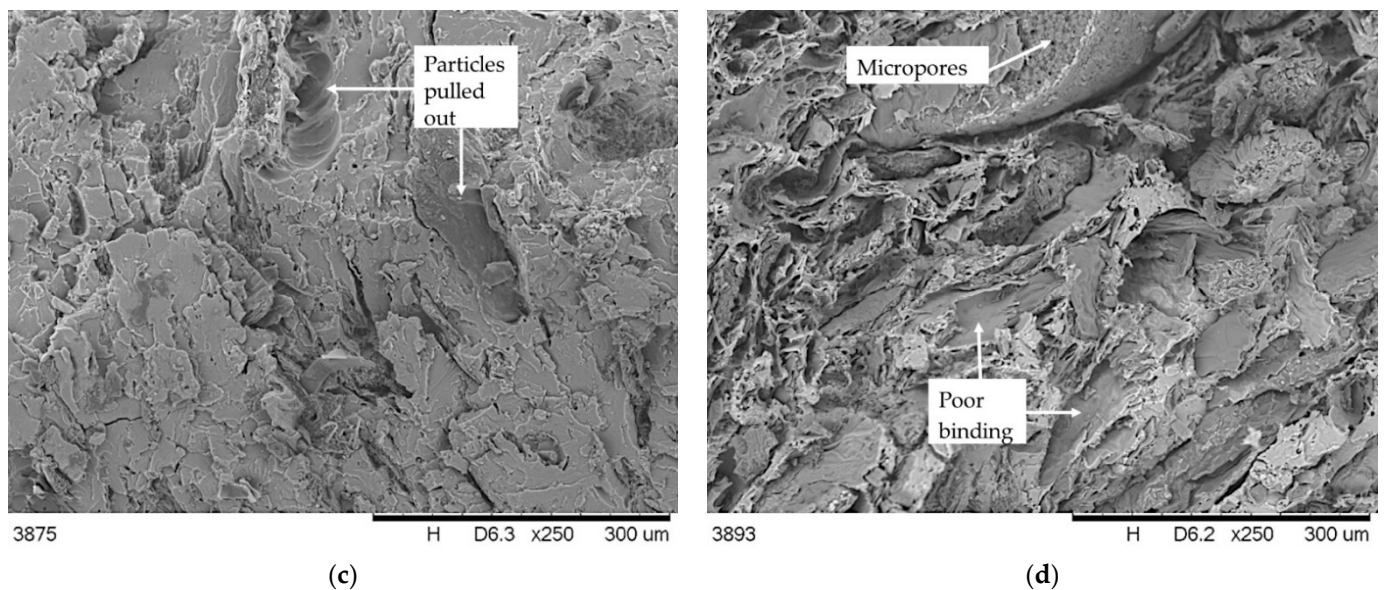 Particles
pulled
out
3875 H D6.3 x250 300 um
(c)
Micropores
Poor
binding
3893 H D6.2 x250 300 um
(d)